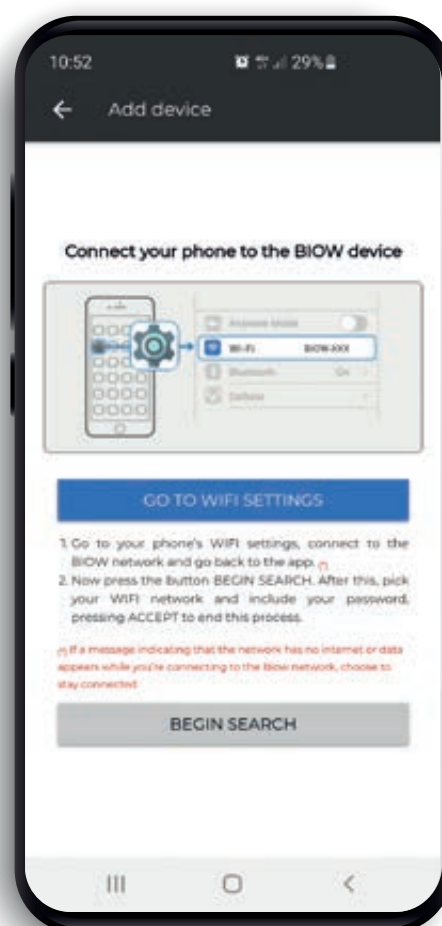 10:52 29%
Add device
Connect your phone to the BIOW device
Airplane Mode
Wi-Fi BIOW-XXX
Bluetooth On
Cellular
GO TO WIFI SETTINGS
1. Go to your phone's WIFI settings, connect to the
BIOW network and go back to the app. (*)
2. Now press the button BEGIN SEARCH. After this, pick
your WIFI network and include your password,
pressing ACCEPT to end this process.
(*) If a message indicating that the network has no internet or data
appears while you're connecting to the Biow network, choose to
stay connected
BEGIN SEARCH